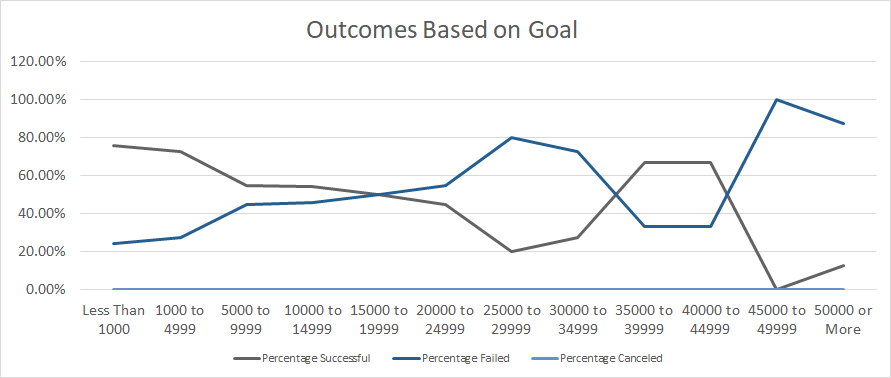 Outcomes Based on Goal
120.00%
100.00%
80.00%
60.00%
40.00%
20.00%
0.00%
Less Than 1000
1000 to 4999
5000 to 9999
10000 to 14999
15000 to 19999
20000 to 24999
25000 to 29999
30000 to 34999
35000 to 39999
40000 to 44999
45000 to 49999
50000 or More
Percentage Successful
Percentage Failed
Percentage Canceled